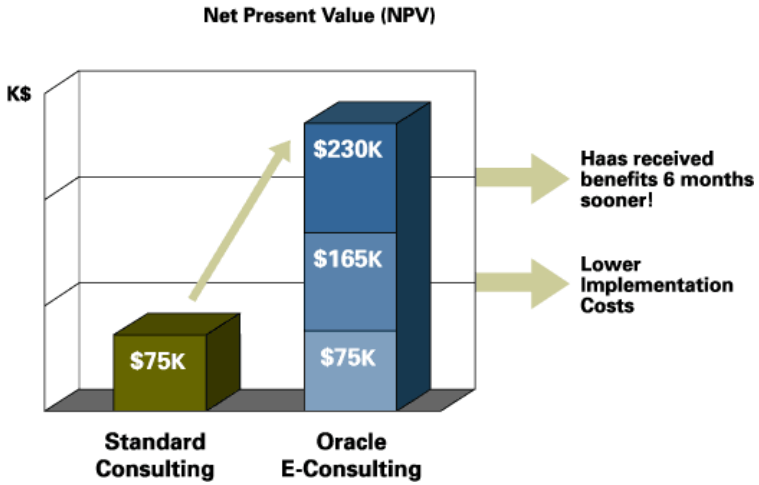 Net Present Value (NPV)
K$
$230K
$165K
$75K
$75K
Haas received
benefits 6 months
sooner!
Lower
Implementation
Costs
Standard
Consulting
Oracle
E-Consulting